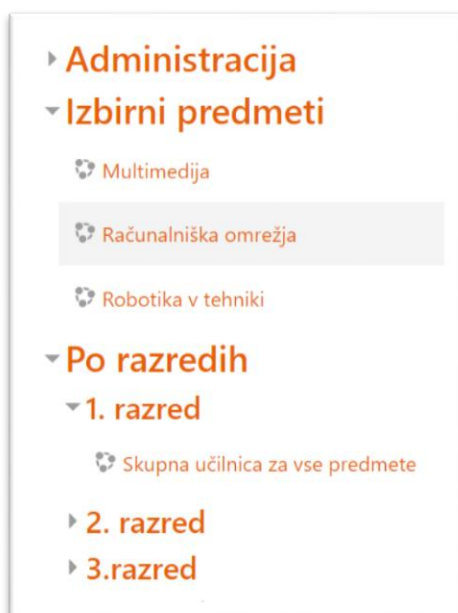 Administracija
Izbirni predmeti
Multimedija
Računalniška omrežja
Robotika v tehniki
Po razredih
1. razred
Skupna učilnica za vse predmete
2. razred
3.razred